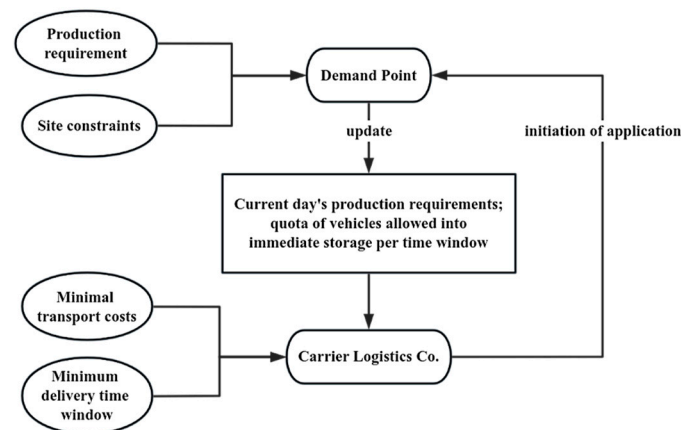 Production
requirement
Demand Point
Site constraints
update
initiation of application
Current day's production requirements;
quota of vehicles allowed into
immediate storage per time window
Minimal
transport costs
Carrier Logistics Co.
Minimum
delivery time
window